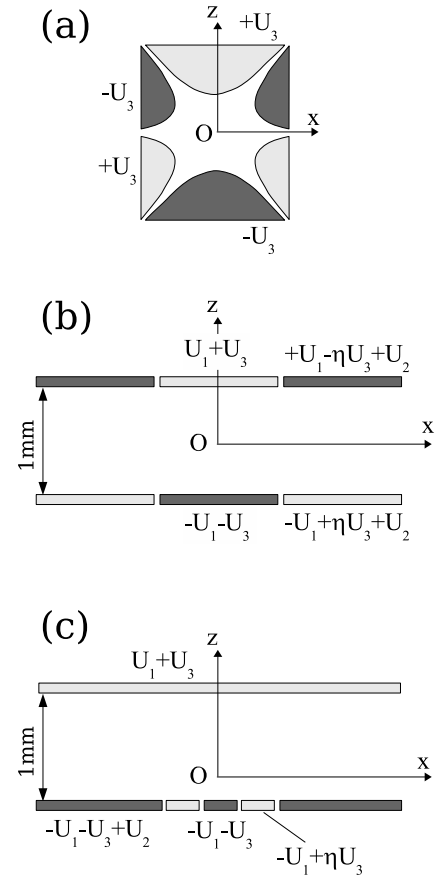 (a)
z
+U₃
-U₃
x
O
+U₃
-U₃
(b)
z
U₁+U₃
+U₁-ηU₃+U₂
1mm
O
x
-U₁-U₃
-U₁+ηU₃+U₂
(c)
z
U₁+U₃
1mm
O
x
-U₁-U₃+U₂
-U₁-U₃
-U₁+ηU₃